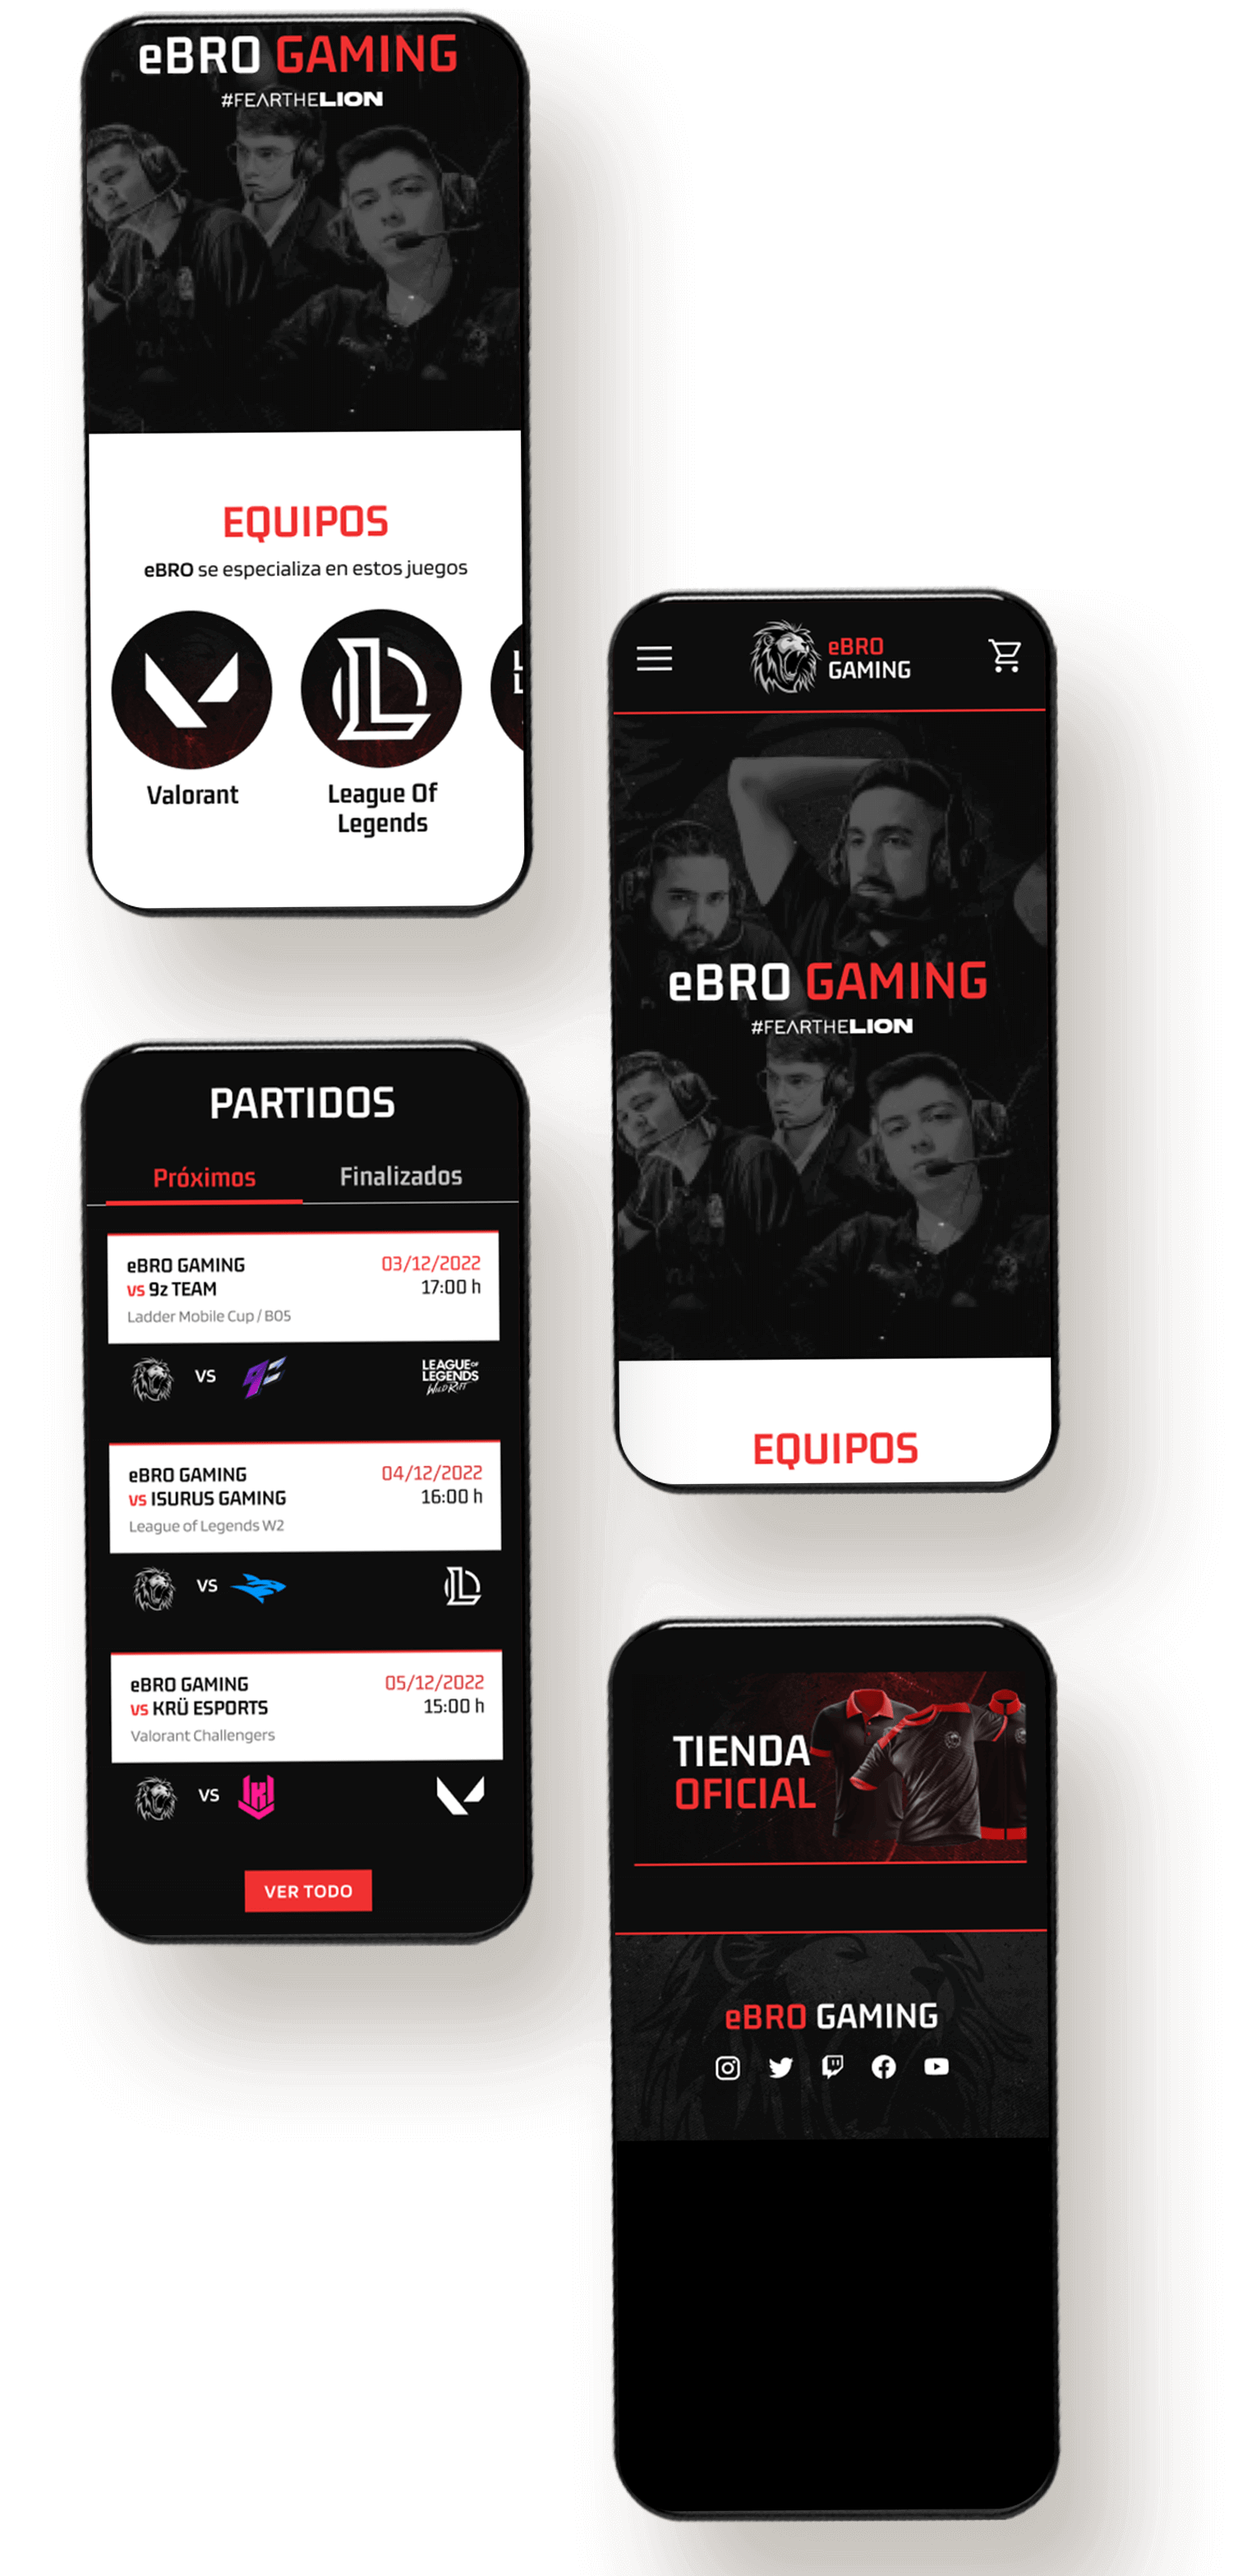 eBRO GAMING
#FEARTHELION
EQUIPOS
eBRO se especializa en estos juegos
Valorant
League Of
Legends
PARTIDOS
Próximos
Finalizados
eBRO GAMING
03/12/2022
VS 9z TEAM
17:00 h
Ladder Mobile Cup / BO5
VS
LEAGUE OF
LEGENDS
WILD RIFT
eBRO GAMING
04/12/2022
VS ISURUS GAMING
16:00 h
League of Legends W2
VS
eBRO GAMING
05/12/2022
VS KRÜ ESPORTS
15:00 h
Valorant Challengers
VS
VER TODO
eBRO
GAMING
eBRO GAMING
#FEARTHELION
EQUIPOS
TIENDA
OFICIAL
eBRO GAMING